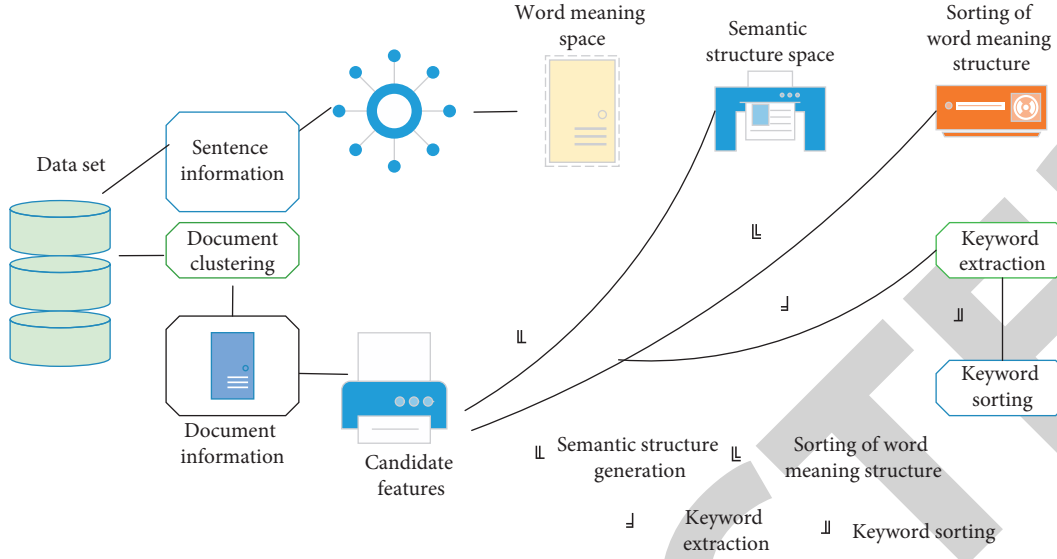 Word meaning
space
Semantic
structure space
Sorting of
word meaning
structure
Data set
Sentence
information
Document
clustering
Document
information
Candidate
features
Keyword
extraction
Keyword
sorting
╙
╙
╜
╜
╙ Semantic structure
generation
╙ Sorting of word
meaning structure
╜ Keyword
extraction
╜ Keyword sorting